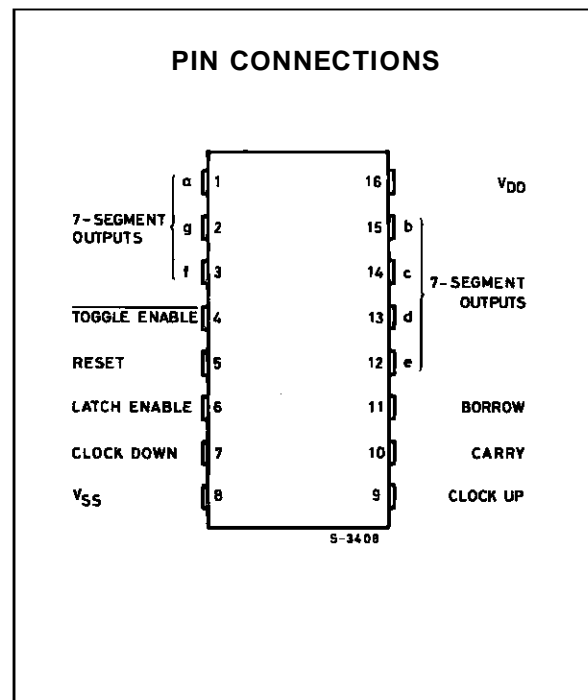 PIN CONNECTIONS
a 1
g 2
f 3
7-SEGMENT
OUTPUTS
TOGGLE ENABLE 4
RESET 5
LATCH ENABLE 6
CLOCK DOWN 7
VSS 8
16 VDD
15 b
14 c
13 d
12 e
7-SEGMENT
OUTPUTS
11 BORROW
10 CARRY
9 CLOCK UP
S-3408